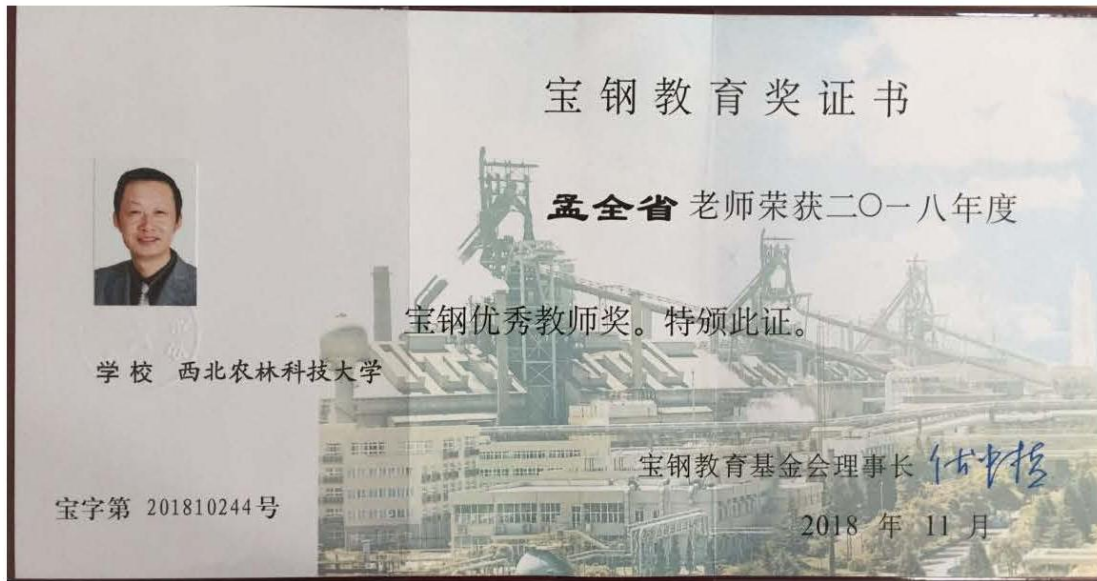 宝钢教育奖证书
孟全省 老师荣获二〇一八年度
宝钢优秀教师奖。特颁此证。
学校 西北农林科技大学
宝钢教育基金会理事长
宝字第 201810244号
2018 年 11 月